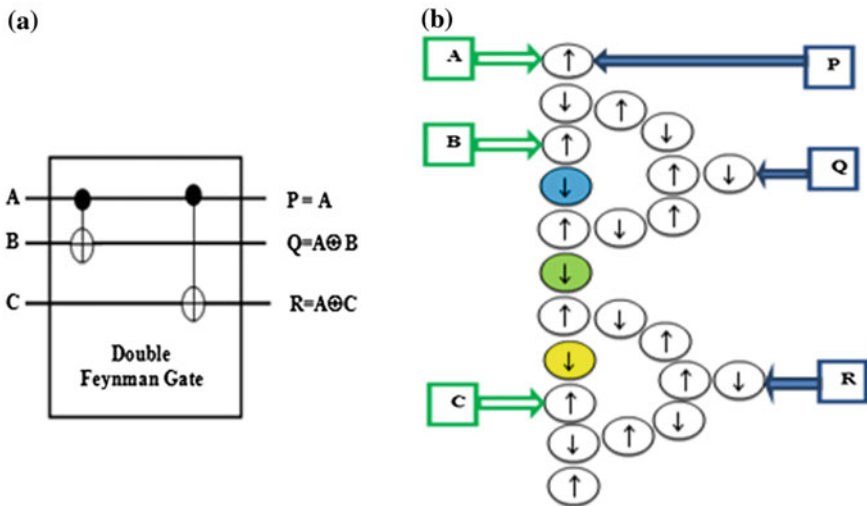 (a)
A
B
C
P= A
Q=A⊕B
R=A⊕C
Double
Feynman Gate
(b)
A
B
C
P
Q
R
↑
↓
↑
↓
↑
↓
↑
↓
↑
↓
↑
↑
↓
↑
↓
↑
↓
↓
↑
↑
↓
↓
↑